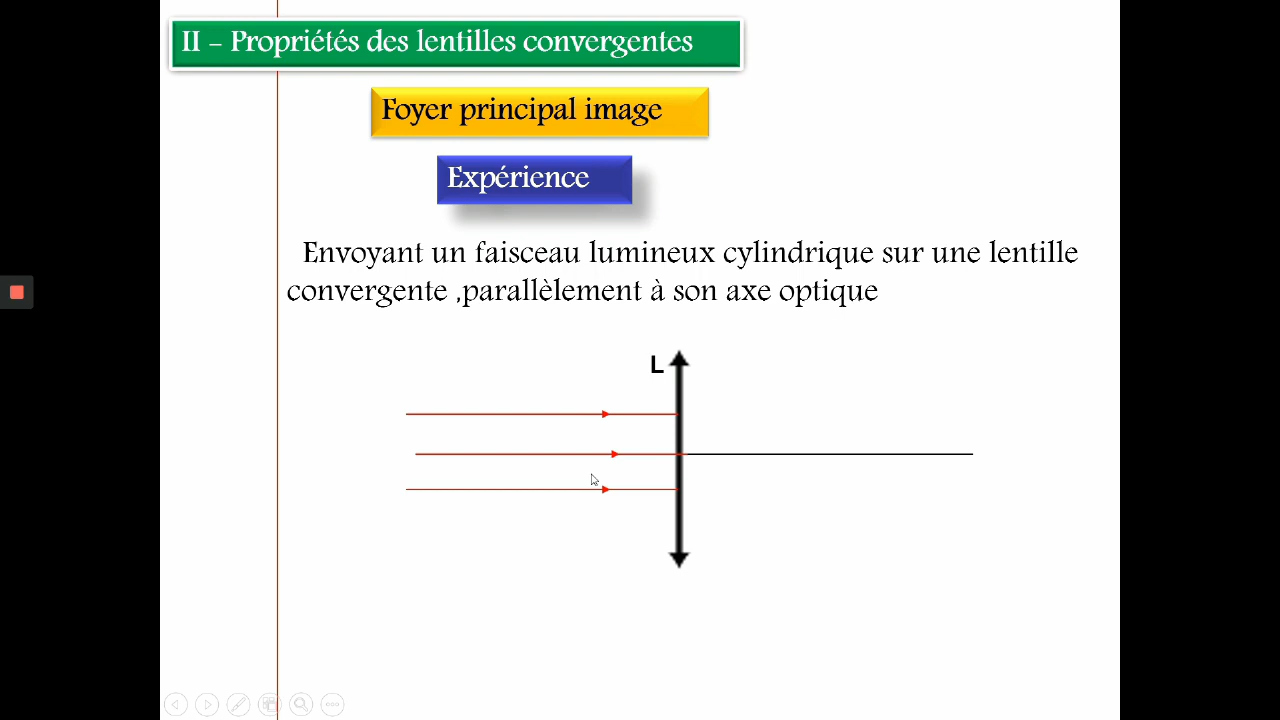 II – Propriétés des lentilles convergentes
Foyer principal image
Expérience
Envoyant un faisceau lumineux cylindrique sur une lentille
convergente ,parallèlement à son axe optique
L